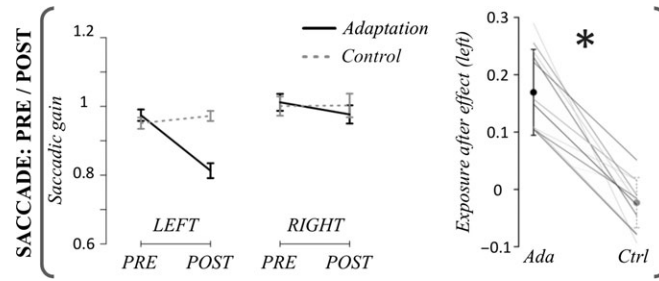 SACCADE: PRE / POST
Saccadic gain
1.2
1
0.8
0.6
Adaptation
Control
LEFT
RIGHT
PRE
POST
PRE
POST
Exposure after effect (left)
0.3
0.2
0.1
0
−0.1
*
Ada
Ctrl